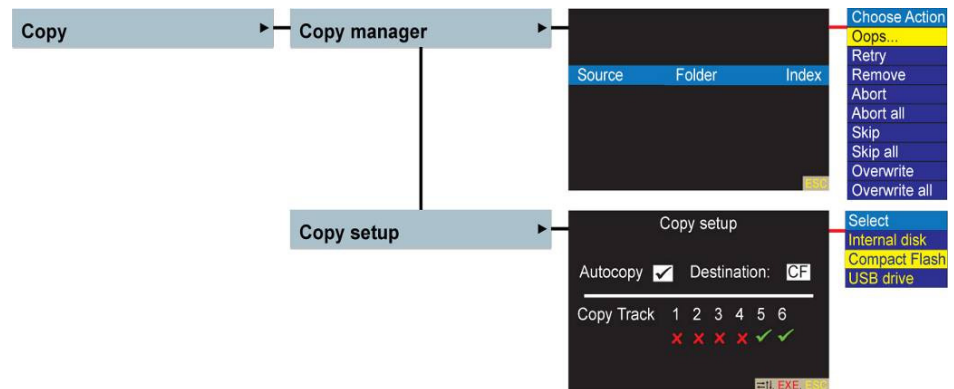 Copy
Copy manager
Source Folder Index
ESC
Choose Action
Oops...
Retry
Remove
Abort
Abort all
Skip
Skip all
Overwrite
Overwrite all
Copy setup
Copy setup
Autocopy Destination: CF
Copy Track 1 2 3 4 5 6
EXE, ESC
Select
Internal disk
Compact Flash
USB drive